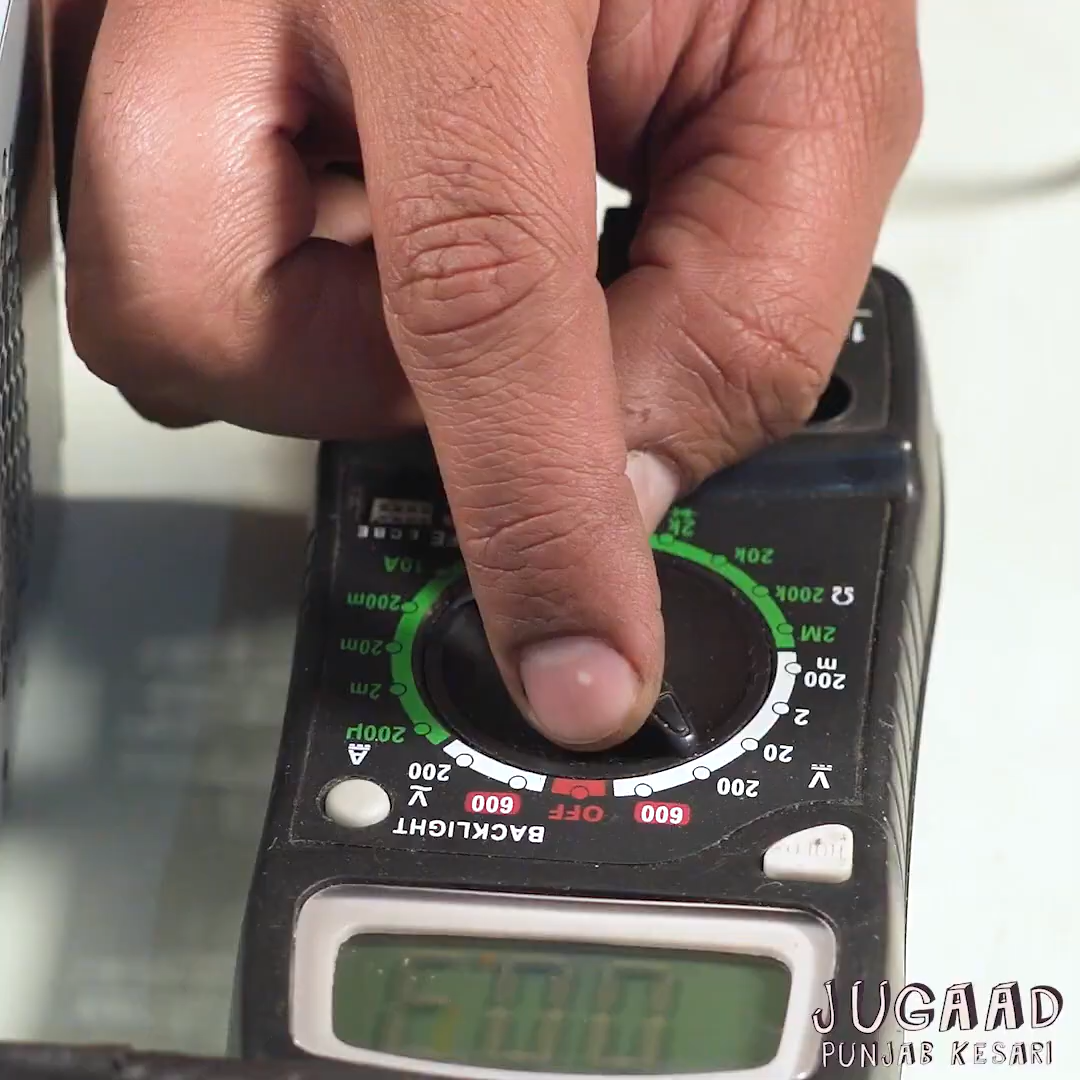 2k
20k
200k Ω
2M
200
m
2
20
200
V
600
OFF
600
200
V
BACKLIGHT
A
200µ
2m
20m
200m
10A
JUGAAD
PUNJAB KESARI